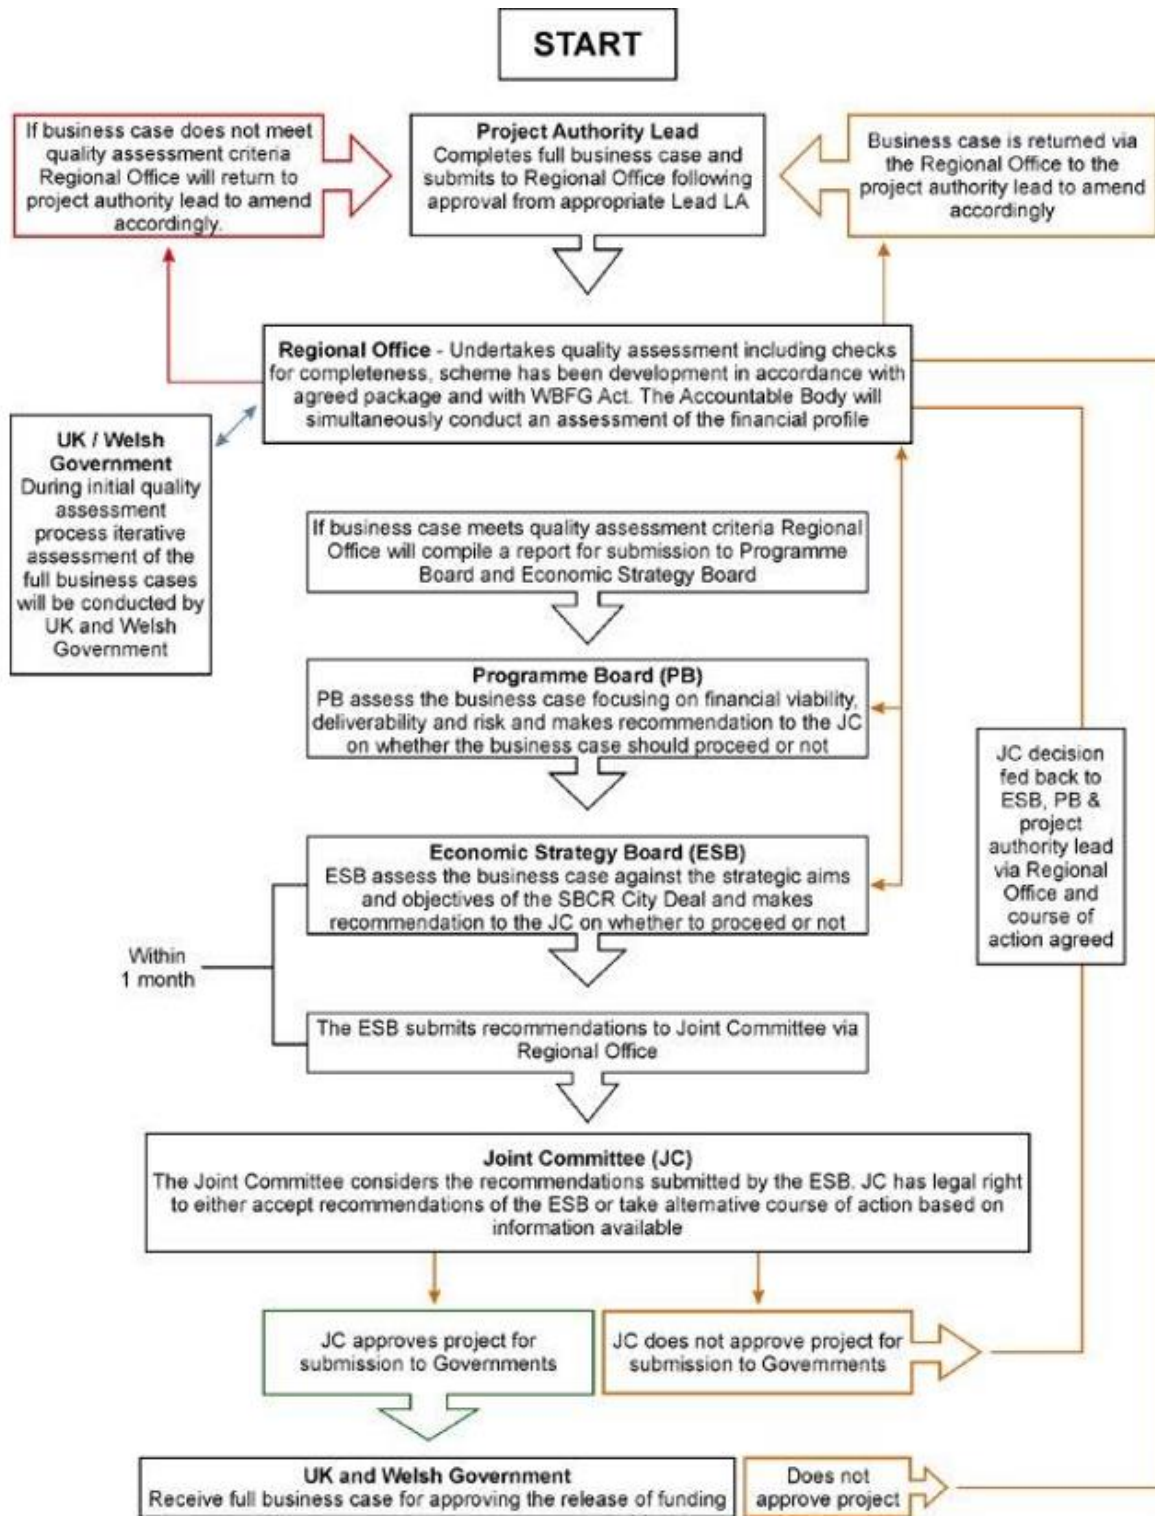 START
If business case does not meet
quality assessment criteria
Regional Office will return to
project authority lead to amend
accordingly.
Project Authority Lead
Completes full business case and
submits to Regional Office following
approval from appropriate Lead LA
Business case is returned via
the Regional Office to the
project authority lead to amend
accordingly
Regional Office - Undertakes quality assessment including checks
for completeness, scheme has been development in accordance with
agreed package and with WBFG Act. The Accountable Body will
simultaneously conduct an assessment of the financial profile
UK / Welsh
Government
During initial quality
assessment
process iterative
assessment of the
full business cases
will be conducted by
UK and Welsh
Government
If business case meets quality assessment criteria Regional
Office will compile a report for submission to Programme
Board and Economic Strategy Board
Programme Board (PB)
PB assess the business case focusing on financial viability,
deliverability and risk and makes recommendation to the JC
on whether the business case should proceed or not
JC decision
fed back to
ESB, PB &
project
authority lead
via Regional
Office and
course of
action agreed
Economic Strategy Board (ESB)
ESB assess the business case against the strategic aims
and objectives of the SBCR City Deal and makes
recommendation to the JC on whether to proceed or not
Within
1 month
The ESB submits recommendations to Joint Committee via
Regional Office
Joint Committee (JC)
The Joint Committee considers the recommendations submitted by the ESB. JC has legal right
to either accept recommendations of the ESB or take alternative course of action based on
information available
JC approves project for
submission to Governments
JC does not approve project for
submission to Governments
UK and Welsh Government
Receive full business case for approving the release of funding
Does not
approve project